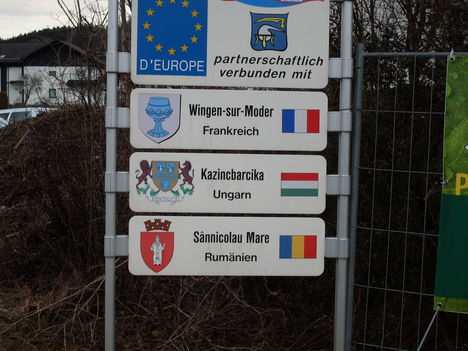 D'EUROPE
partnerschaftlich
verbunden mit
Wingen-sur-Moder
Frankreich
Kazincbarcika
Ungarn
Sânnicolau Mare
Rumänien